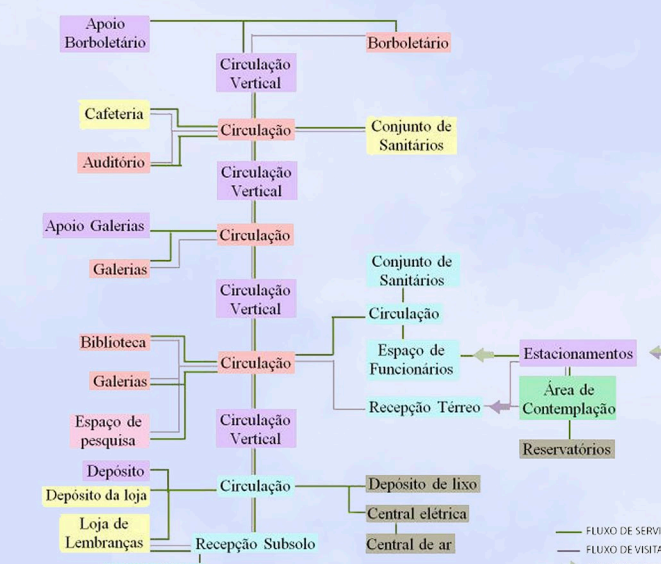 Apoio
Borboletário
Borboletário
Circulação
Vertical
Cafeteria
Circulação
Conjunto de
Sanitários
Auditório
Circulação
Vertical
Apoio Galerias
Circulação
Galerias
Conjunto de
Sanitários
Circulação
Vertical
Circulação
Biblioteca
Circulação
Espaço de
Funcionários
Estacionamentos
Galerias
Área de
Contemplação
Recepção Térreo
Espaço de
pesquisa
Circulação
Vertical
Reservatórios
Depósito
Depósito da loja
Circulação
Depósito de lixo
Central elétrica
Loja de
Lembranças
Recepção Subsolo
Central de ar
FLUXO DE SERVI
FLUXO DE VISITA